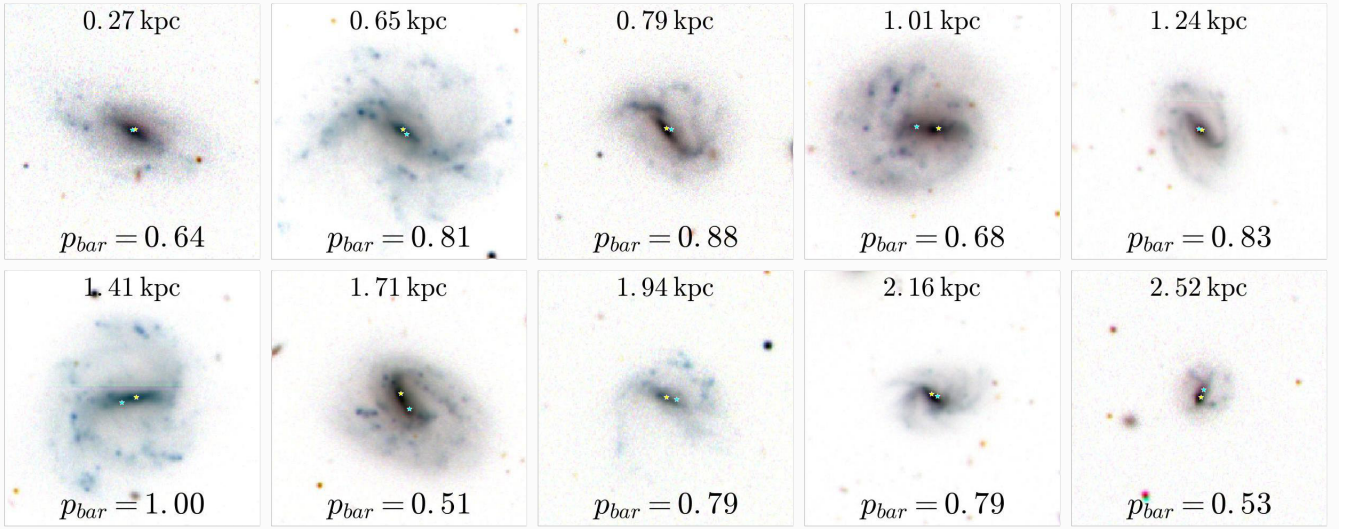 0.27 kpc
0.65 kpc
0.79 kpc
1.01 kpc
1.24 kpc
p_bar = 0.64
p_bar = 0.81
p_bar = 0.88
p_bar = 0.68
p_bar = 0.83
1.41 kpc
1.71 kpc
1.94 kpc
2.16 kpc
2.52 kpc
p_bar = 1.00
p_bar = 0.51
p_bar = 0.79
p_bar = 0.79
p_bar = 0.53